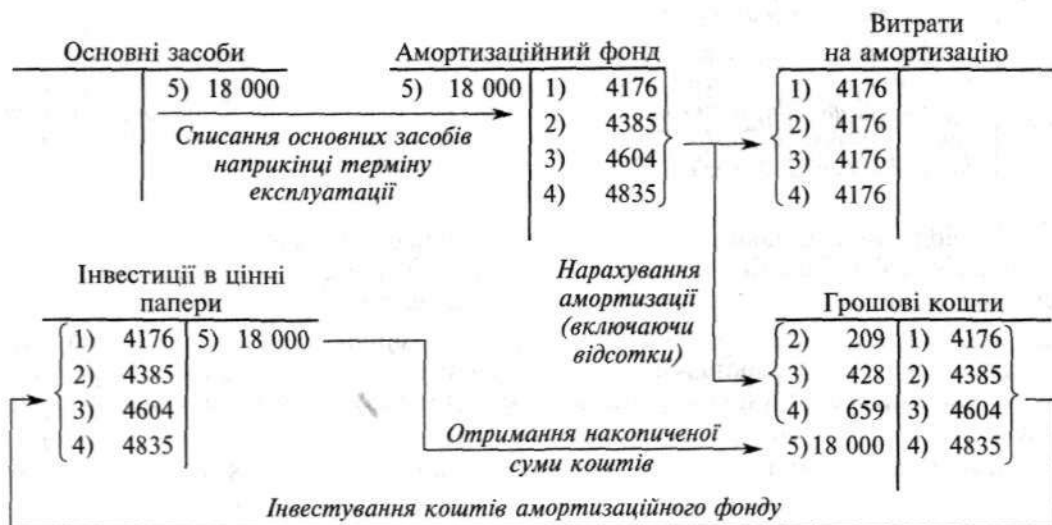 Основні засоби
5) 18 000
Списання основних засобів
наприкінці терміну
експлуатації
Амортизаційний фонд
5) 18 000 1) 4176
2) 4385
3) 4604
4) 4835
Витрати
на амортизацію
1) 4176
2) 4176
3) 4176
4) 4176
Нарахування
амортизації
(включаючи
відсотки)
Інвестиції в цінні
папери
1) 4176 5) 18 000
2) 4385
3) 4604
4) 4835
Отримання накопиченої
суми коштів
Грошові кошти
2) 209 1) 4176
3) 428 2) 4385
4) 659 3) 4604
5) 18 000 4) 4835
Інвестування коштів амортизаційного фонду